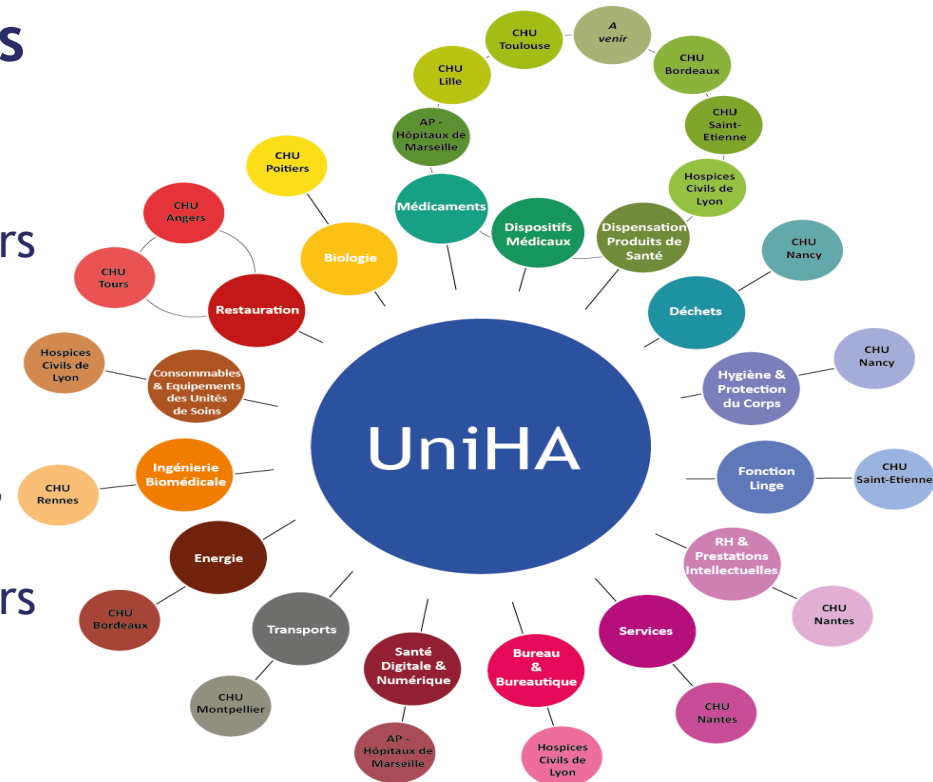 s
rs
,
rs
UniHA
A
venir
CHU
Toulouse
CHU
Lille
AP -
Hôpitaux de
Marseille
CHU
Bordeaux
CHU
Saint-
Etienne
Hospices
Civils de
Lyon
Médicaments
Dispositifs
Médicaux
Dispensation
Produits de
Santé
CHU
Poitiers
Biologie
CHU
Angers
CHU
Tours
Restauration
Hospices
Civils de
Lyon
Consommables
& Equipements
des Unités
de Soins
CHU
Rennes
Ingénierie
Biomédicale
Energie
CHU
Bordeaux
Transports
CHU
Montpellier
Santé
Digitale &
Numérique
AP -
Hôpitaux de
Marseille
Bureau
&
Bureautique
Hospices
Civils de
Lyon
Services
CHU
Nantes
RH &
Prestations
Intellectuelles
CHU
Nantes
Fonction
Linge
CHU
Saint-Etienne
Hygiène &
Protection
du Corps
CHU
Nancy
Déchets
CHU
Nancy